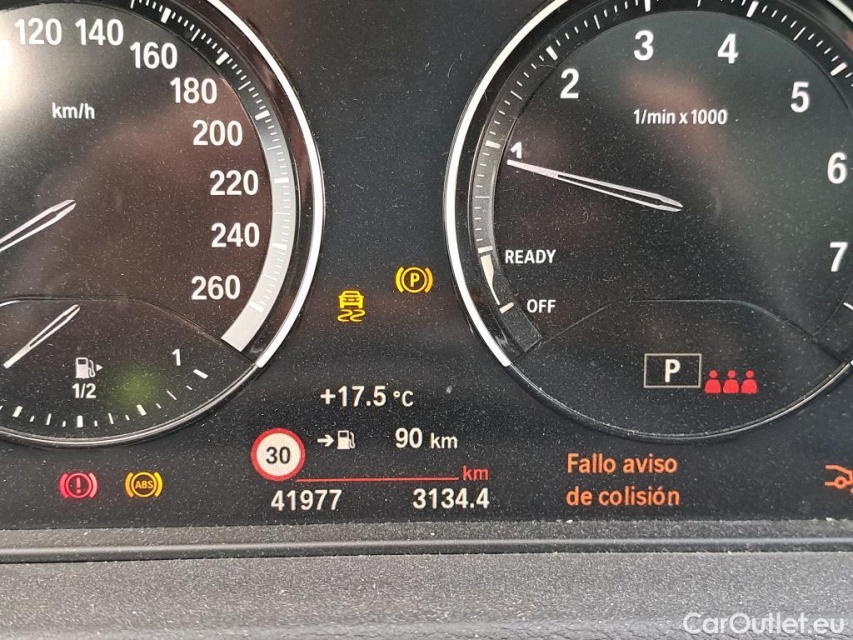 120 140
160
180
200
220
240
260
km/h
1/2
1
1
2
3
4
5
6
7
1/min x 1000
READY
OFF
P
P
+17.5 °C
30
90 km
km
ABS
41977
3134.4
Fallo aviso
de colisión
CarOutlet.eu